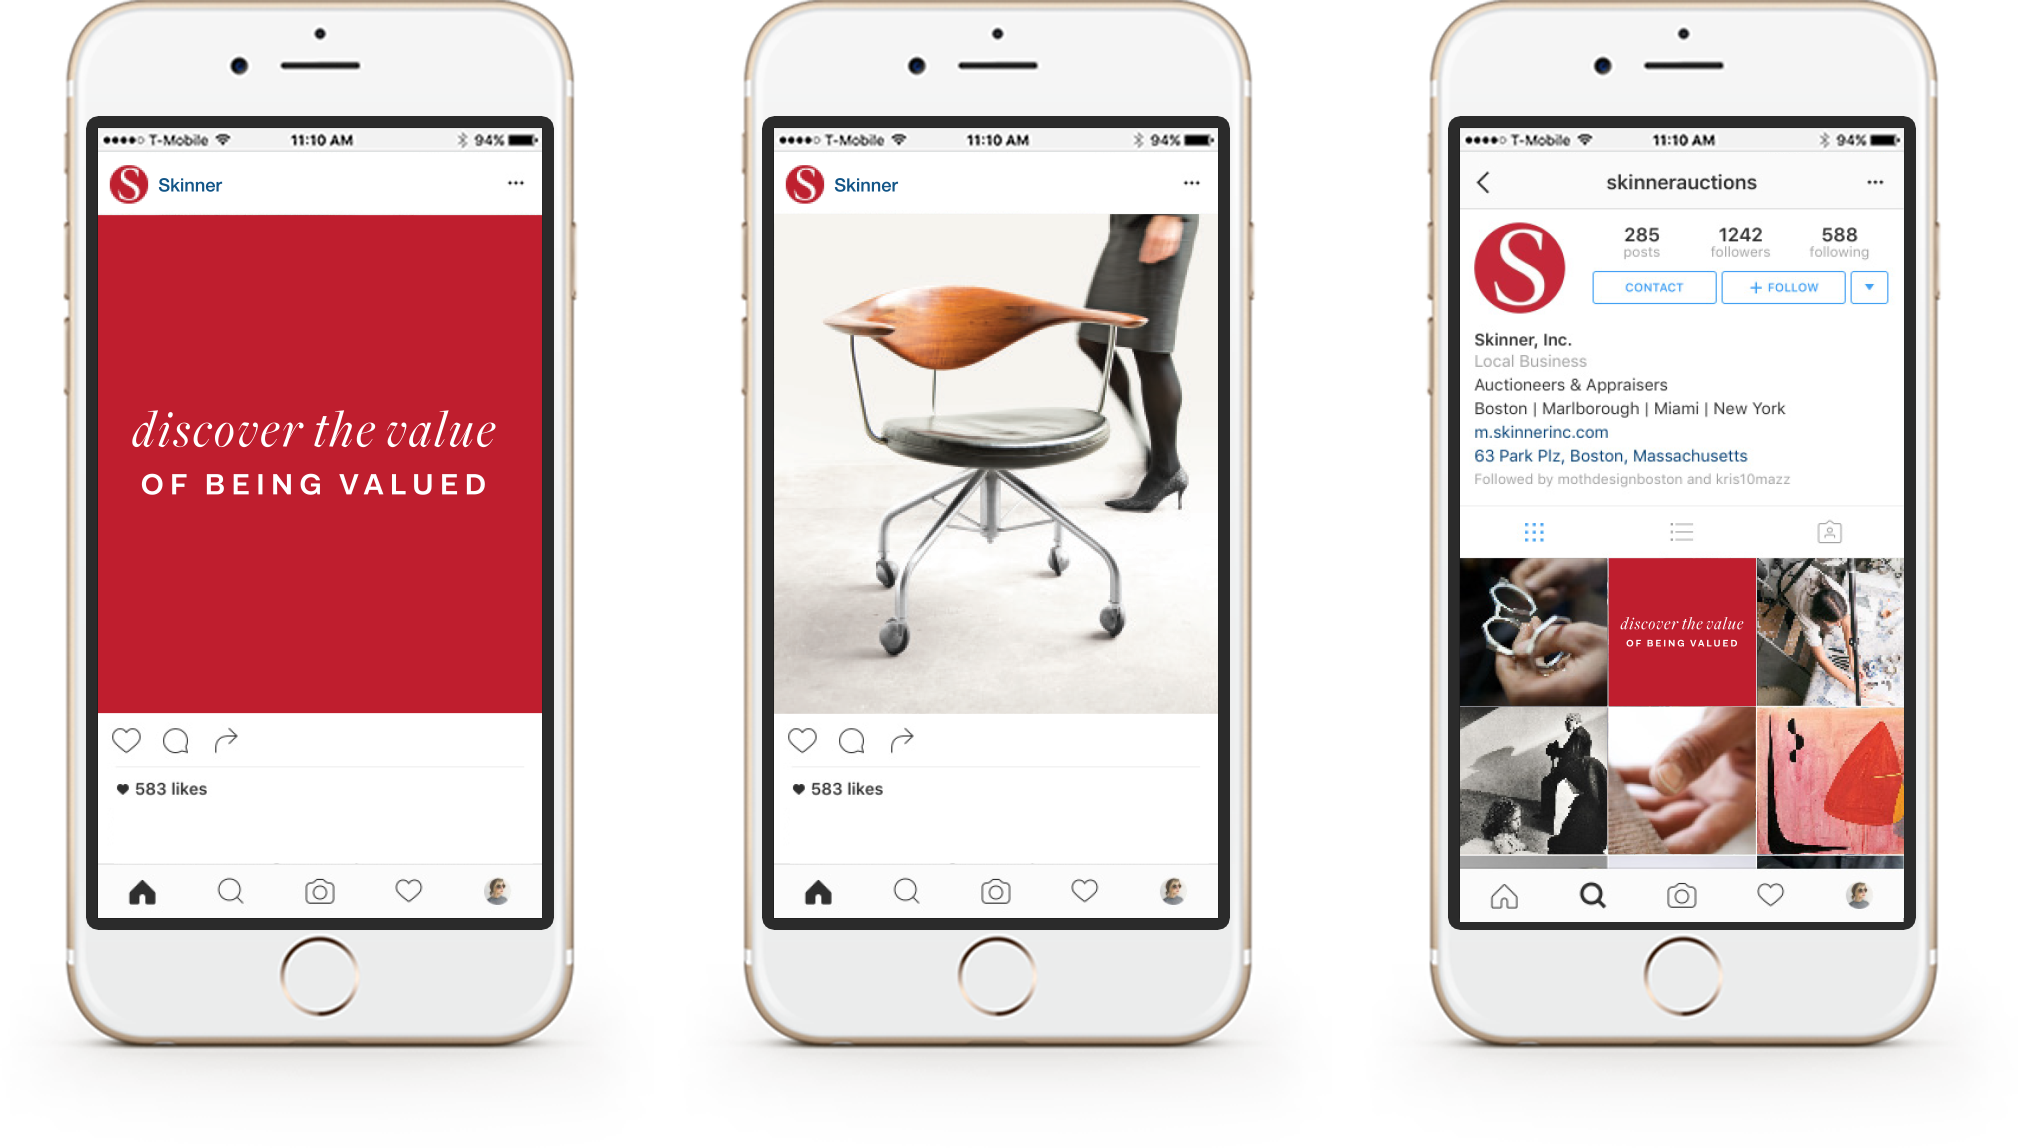 T-Mobile 11:10 AM 94%
S Skinner
discover the value
OF BEING VALUED
583 likes
T-Mobile 11:10 AM 94%
S Skinner
583 likes
T-Mobile 11:10 AM 94%
skinnerauctions
S
285 1242 588
posts followers following
CONTACT + FOLLOW
Skinner, Inc.
Local Business
Auctioneers & Appraisers
Boston | Marlborough | Miami | New York
m.skinnerinc.com
63 Park Plz, Boston, Massachusetts
Followed by mothdesignboston and kris10mazz
discover the value
OF BEING VALUED